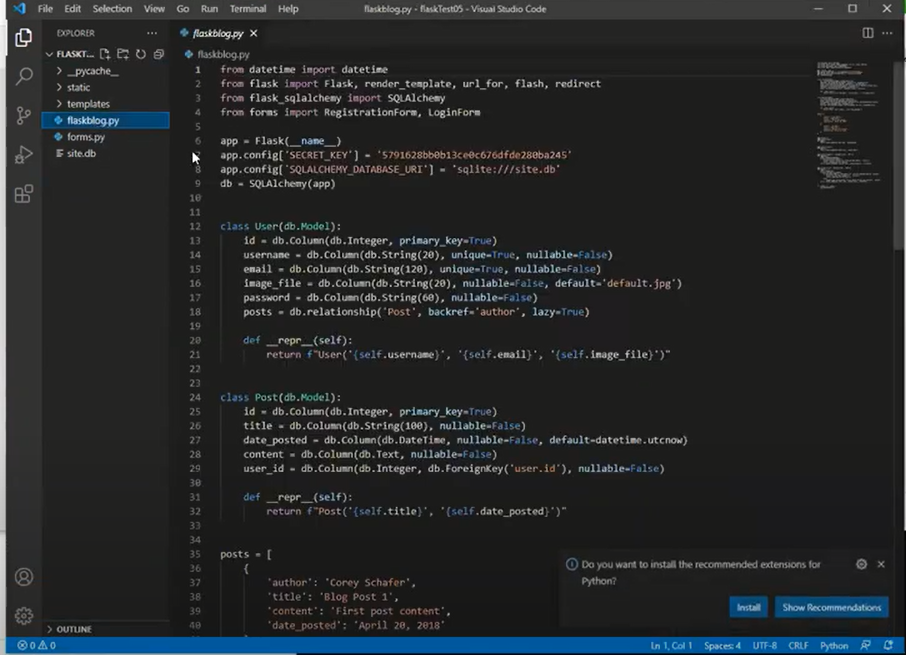 File Edit Selection View Go Run Terminal Help flaskblog.py - flaskTest05 - Visual Studio Code
EXPLORER ...
flaskblog.py ×
FLASKT...
flaskblog.py
__pycache__
static
templates
flaskblog.py
forms.py
site.db
1 from datetime import datetime
2 from flask import Flask, render_template, url_for, flash, redirect
3 from flask_sqlalchemy import SQLAlchemy
4 from forms import RegistrationForm, LoginForm
5
6 app = Flask(__name__)
7 app.config['SECRET_KEY'] = '5791628bb0b13ce0c676dfde280ba245'
8 app.config['SQLALCHEMY_DATABASE_URI'] = 'sqlite:///site.db'
9 db = SQLAlchemy(app)
10
11
12 class User(db.Model):
13 id = db.Column(db.Integer, primary_key=True)
14 username = db.Column(db.String(20), unique=True, nullable=False)
15 email = db.Column(db.String(120), unique=True, nullable=False)
16 image_file = db.Column(db.String(20), nullable=False, default='default.jpg')
17 password = db.Column(db.String(60), nullable=False)
18 posts = db.relationship('Post', backref='author', lazy=True)
19
20 def __repr__(self):
21 return f"User('{self.username}', '{self.email}', '{self.image_file}')"
22
23
24 class Post(db.Model):
25 id = db.Column(db.Integer, primary_key=True)
26 title = db.Column(db.String(100), nullable=False)
27 date_posted = db.Column(db.DateTime, nullable=False, default=datetime.utcnow)
28 content = db.Column(db.Text, nullable=False)
29 user_id = db.Column(db.Integer, db.ForeignKey('user.id'), nullable=False)
30
31 def __repr__(self):
32 return f"Post('{self.title}', '{self.date_posted}')"
33
34
35 posts = [
36 {
37 'author': 'Corey Schafer',
38 'title': 'Blog Post 1',
39 'content': 'First post content',
40 'date_posted': 'April 20, 2018'
Do you want to install the recommended extensions for
Python?
Install Show Recommendations
OUTLINE
0 0 Ln 1, Col 1 Spaces: 4 UTF-8 CRLF Python